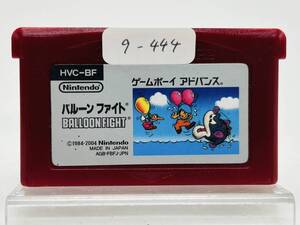 9-444
HVC-BF
Nintendo
バルーン ファイト
BALLOON FIGHT
©1984-2004 Nintendo
MADE IN JAPAN
AGB-FBFJ-JPN
ゲームボーイ アドバンス